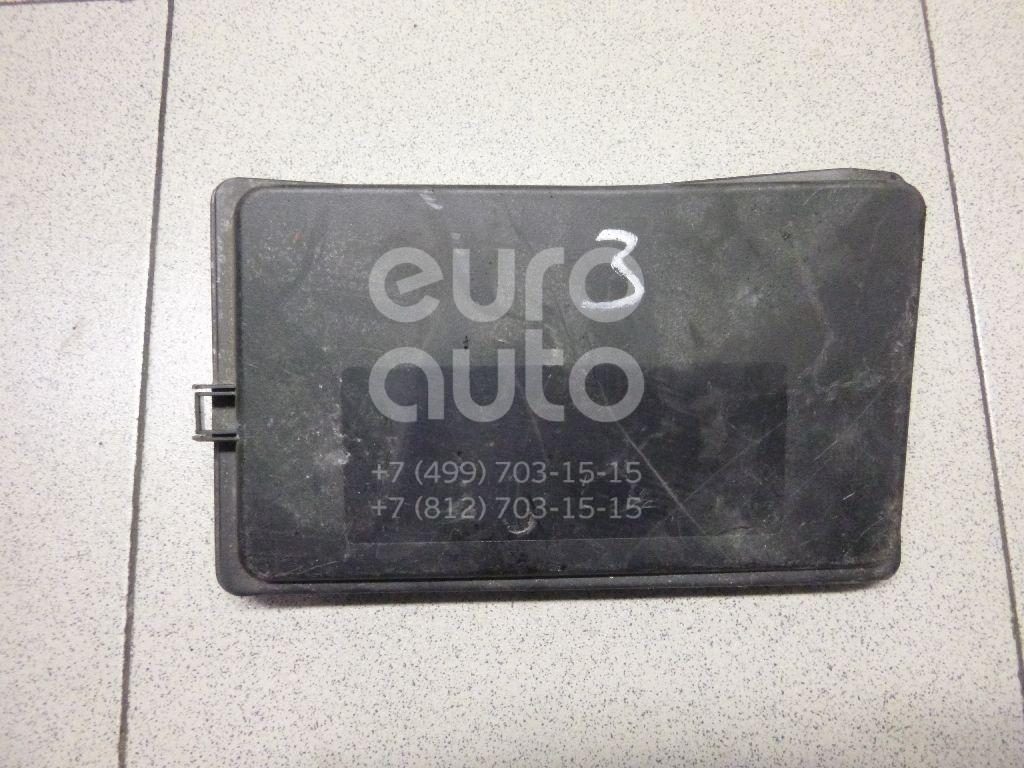 3
euro
auto
+7 (499) 703-15-15
+7 (812) 703-15-15